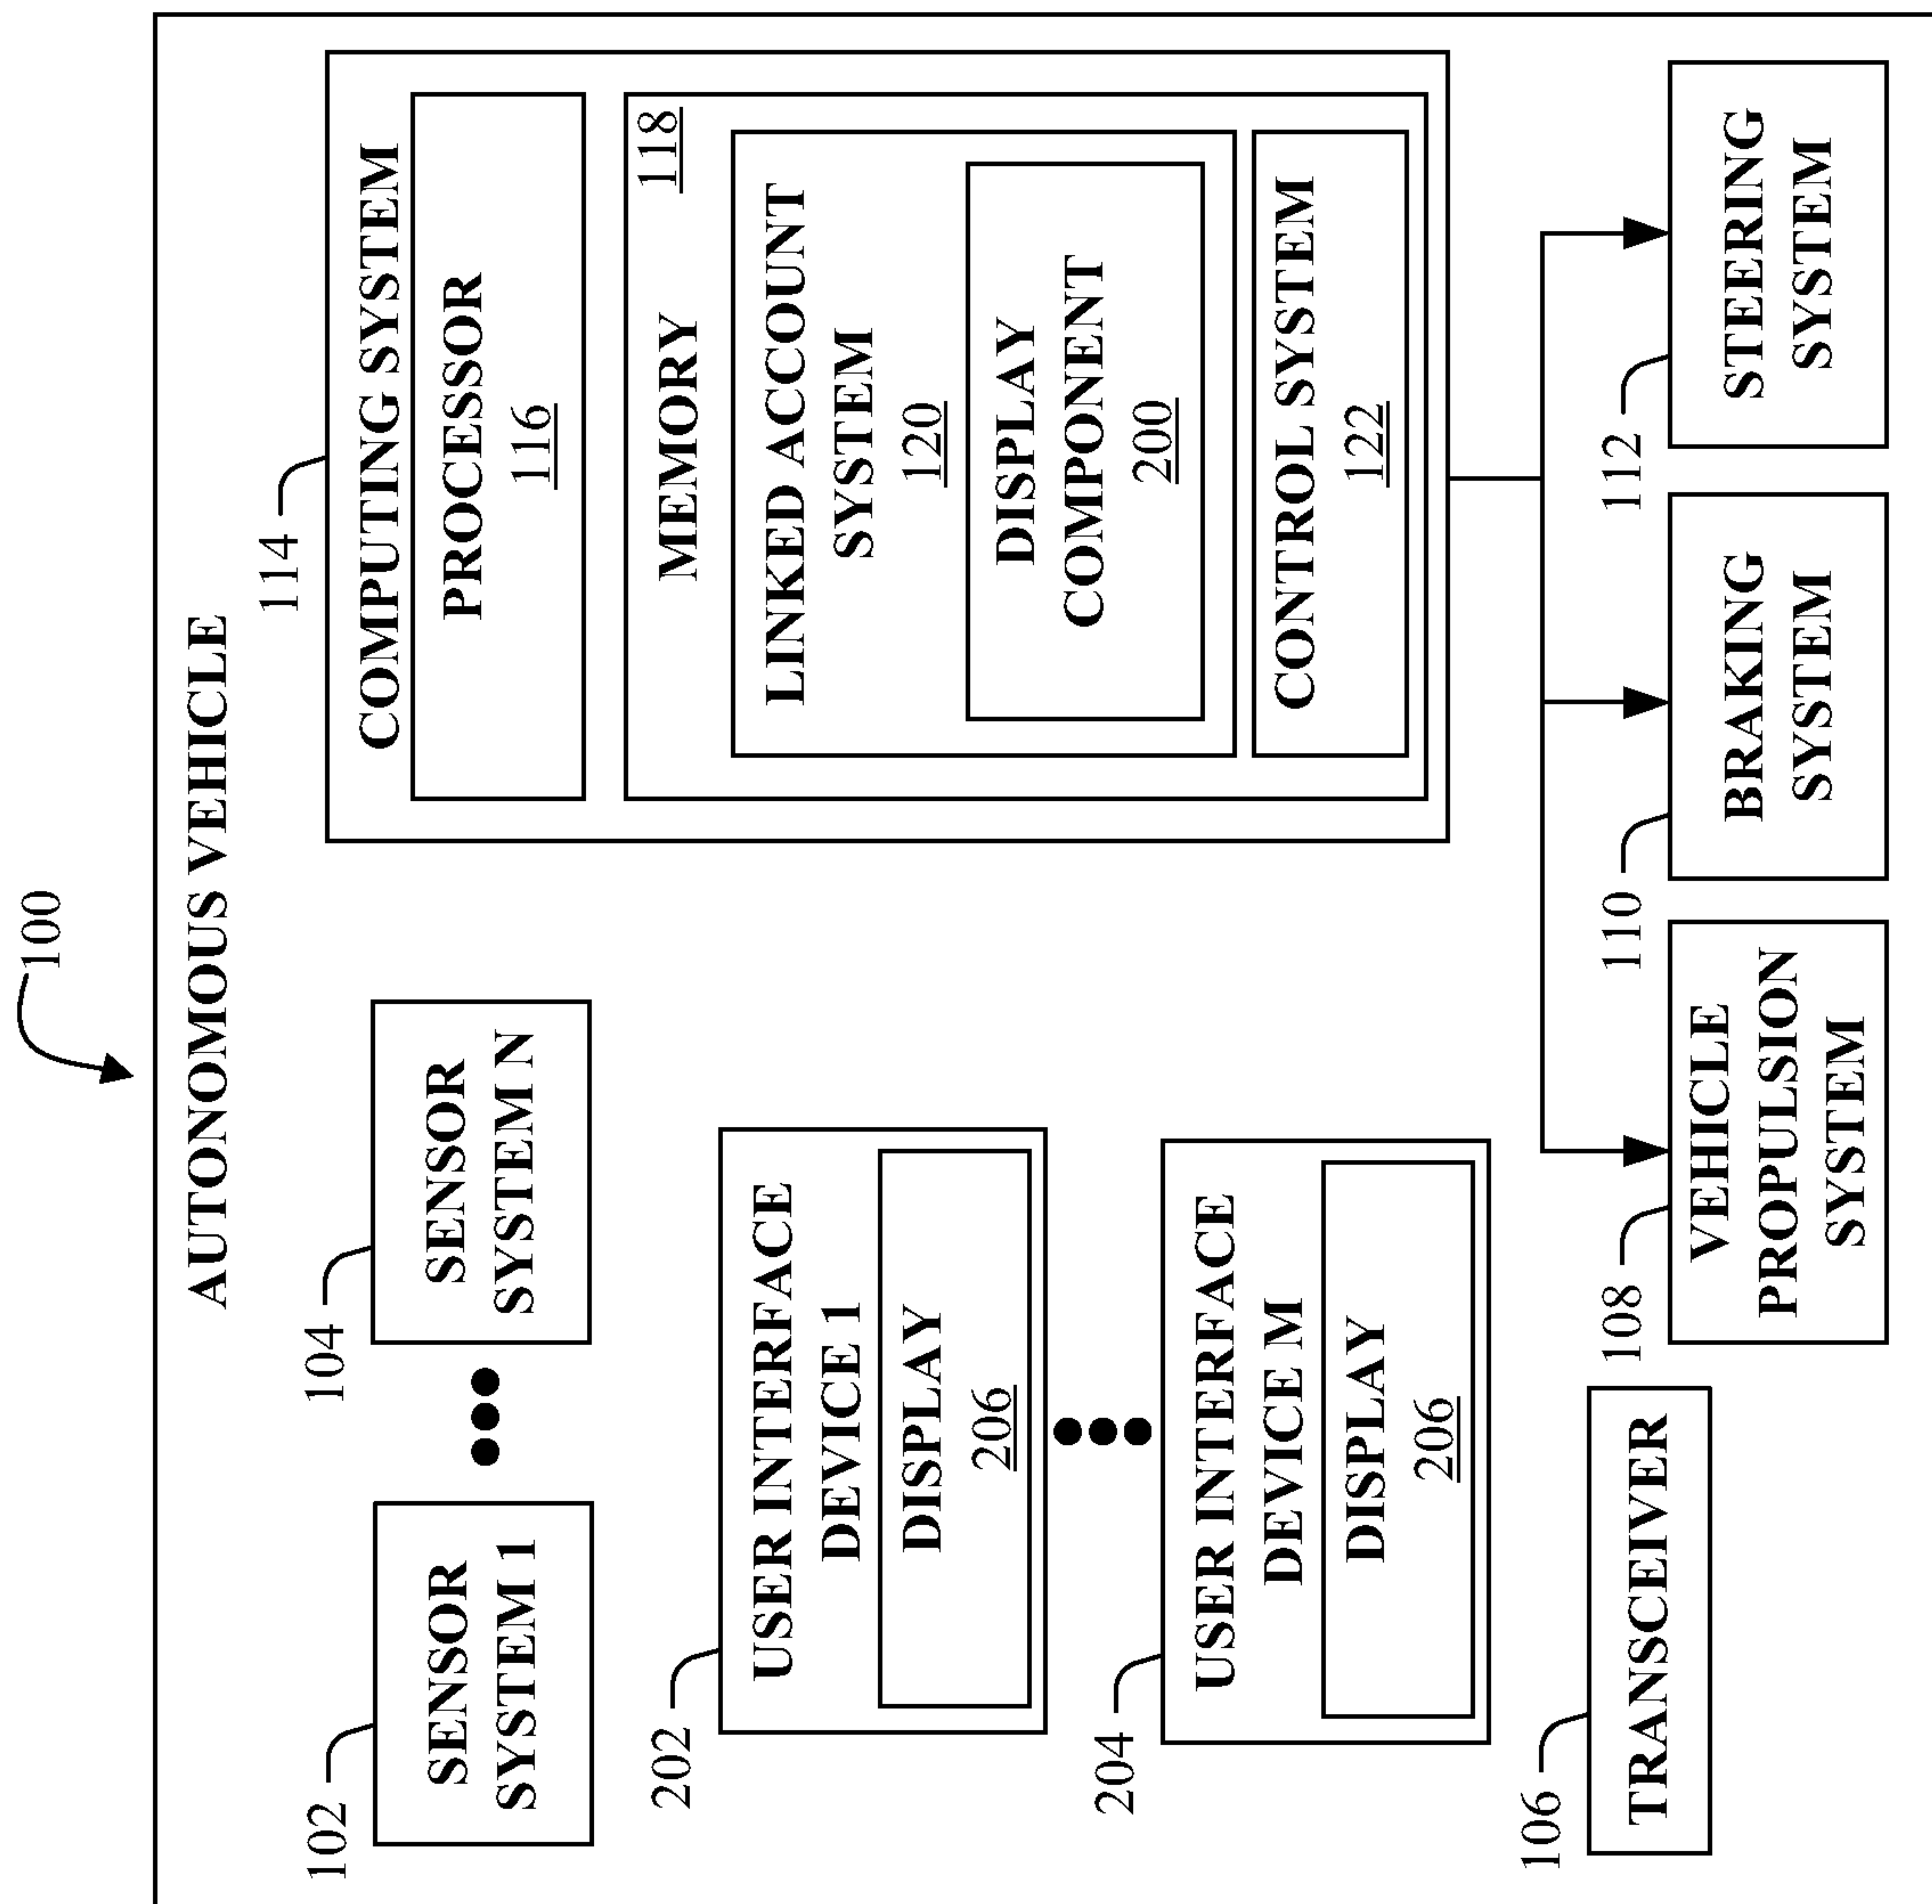 100
AUTONOMOUS VEHICLE
102
SENSOR
SYSTEM 1
104
SENSOR
SYSTEM N
202
USER INTERFACE
DEVICE 1
DISPLAY
206
204
USER INTERFACE
DEVICE M
DISPLAY
206
106
TRANSCEIVER
114
COMPUTING SYSTEM
PROCESSOR
116
MEMORY
118
LINKED ACCOUNT
SYSTEM
120
DISPLAY
COMPONENT
200
CONTROL SYSTEM
122
108
VEHICLE
PROPULSION
SYSTEM
110
BRAKING
SYSTEM
112
STEERING
SYSTEM